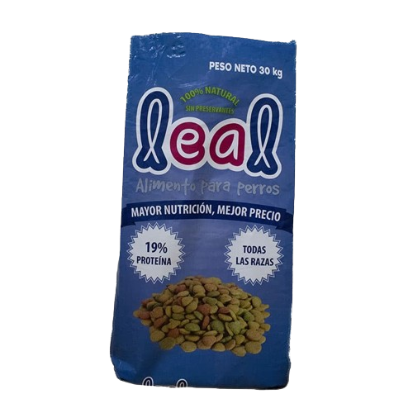 PESO NETO 30 kg
100% NATURAL
SIN PRESERVANTES
leal
Alimento para perros
MAYOR NUTRICIÓN, MEJOR PRECIO
19%
PROTEÍNA
TODAS
LAS RAZAS